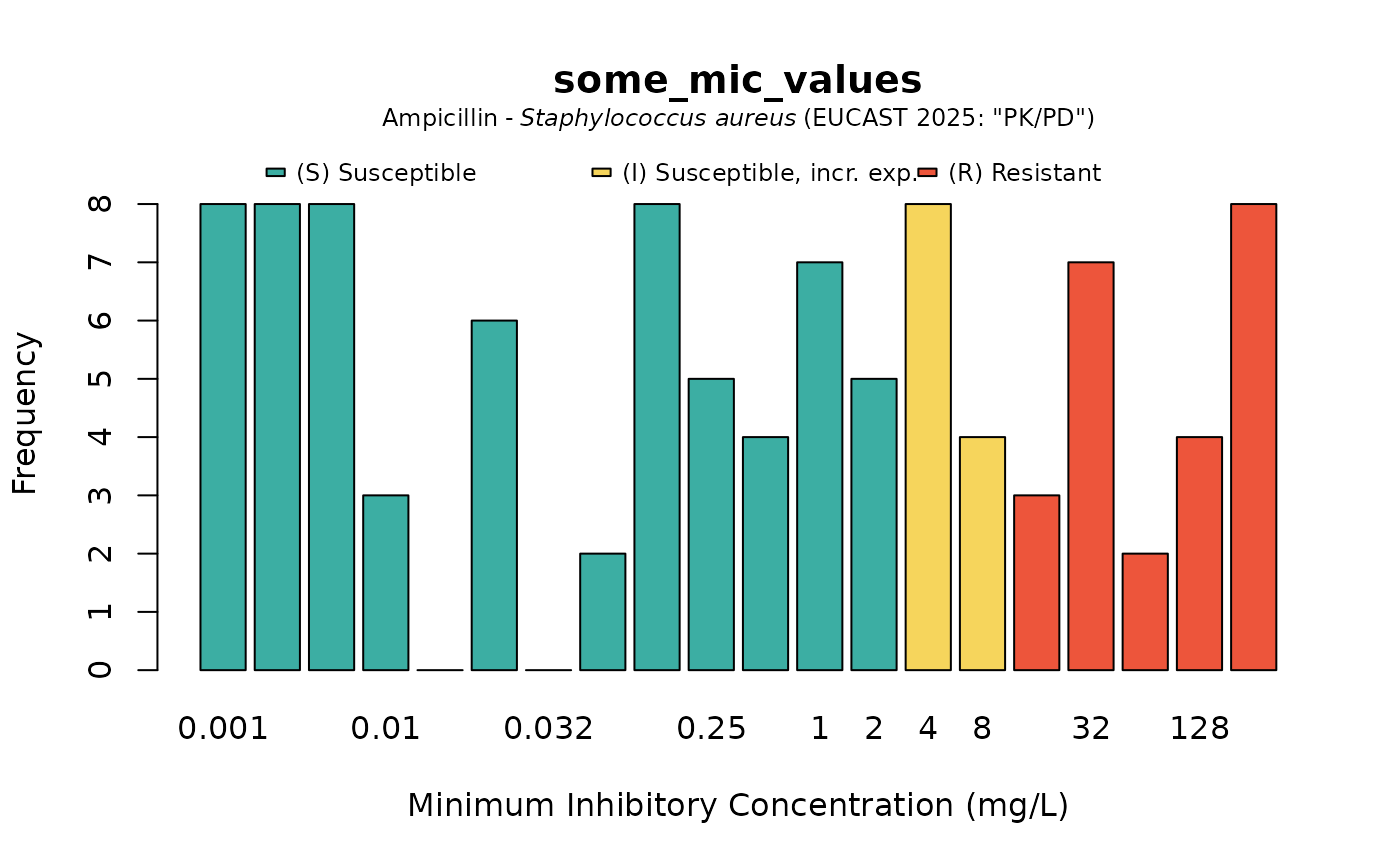 some_mic_values
Ampicillin - Staphylococcus aureus (EUCAST 2025: "PK/PD")
(S) Susceptible (I) Susceptible, incr. exp. (R) Resistant
8
7
6
5
4
3
2
1
0
Frequency
0.001 0.01 0.032 0.25 1 2 4 8 32 128
Minimum Inhibitory Concentration (mg/L)